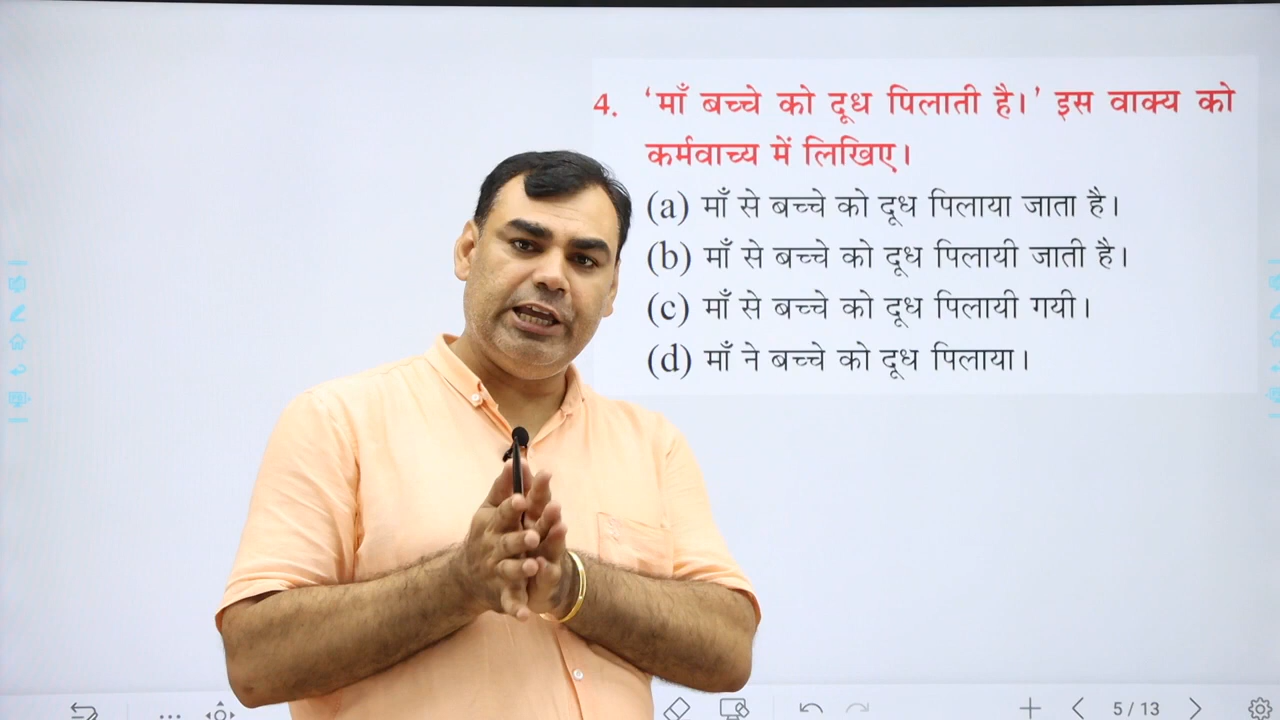 4. ‘माँ बच्चे को दूध पिलाती है।’ इस वाक्य को
कर्मवाच्य में लिखिए।
(a) माँ से बच्चे को दूध पिलाया जाता है।
(b) माँ से बच्चे को दूध पिलायी जाती है।
(c) माँ से बच्चे को दूध पिलायी गयी।
(d) माँ ने बच्चे को दूध पिलाया।
5 / 13